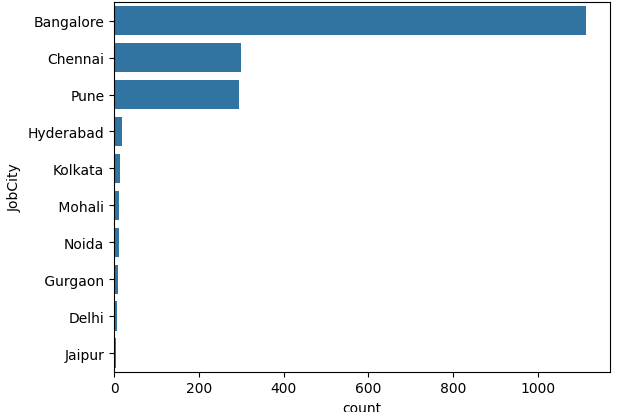 Bangalore
Chennai
Pune
Hyderabad
Kolkata
Mohali
Noida
Gurgaon
Delhi
Jaipur
JobCity
0 200 400 600 800 1000
count